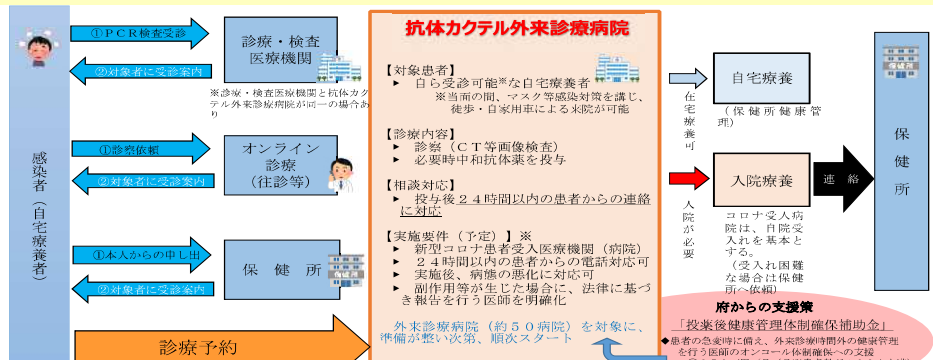 感染者（自宅療養者）
①ＰＣＲ検査受診
②対象者に受診案内
診療・検査
医療機関
※診療・検査医療機関と抗体カク
テル外来診療病院が同一の場合あ
り
①診察依頼
②対象者に受診案内
オンライン
診療
（往診等）
①本人からの申し出
②対象者に受診案内
保健所
診療予約
抗体カクテル外来診療病院
【対象患者】
▶ 自ら受診可能※な自宅療養者
※当面の間、マスク等感染対策を講じ、
徒歩・自家用車による来院が可能
【診療内容】
▶ 診察（ＣＴ等画像検査）
▶ 必要時中和抗体薬を投与
【相談対応】
▶ 投与後２４時間以内の患者からの連絡
に対応
【実施要件（予定）】※
▶ 新型コロナ患者受入医療機関（病院）
▶ ２４時間以内の患者からの電話対応可
▶ 実施後、病態の悪化に対応可
▶ 副作用等が生じた場合に、法律に基づ
き報告を行う医師を明確化
外来診療病院（約５０病院）を対象に、
準備が整い次第、順次スタート
在宅療養可
自宅療養
（保健所健康管
理）
入院が必要
入院療養
コロナ受入病
院は、自院受
入れを基本と
する。
（受入れ困難
な場合は保健
所へ依頼）
連絡
保健所
保健所
府からの支援策
「投薬後健康管理体制確保補助金」
◆患者の急変時に備え、外来診療時間外の健康管理
を行う医師のオンコール体制確保への支援